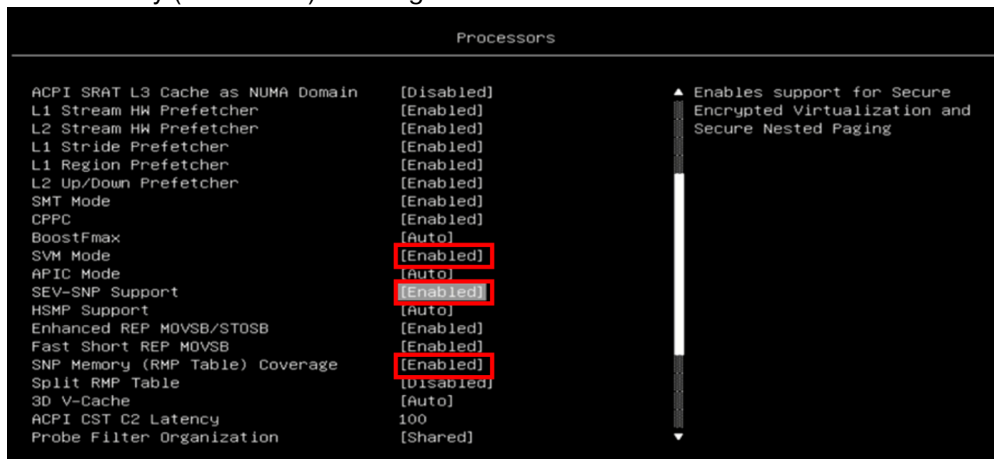 Processors
ACPI SRAT L3 Cache as NUMA Domain [Disabled]
L1 Stream HW Prefetcher [Enabled]
L2 Stream HW Prefetcher [Enabled]
L1 Stride Prefetcher [Enabled]
L1 Region Prefetcher [Enabled]
L2 Up/Down Prefetcher [Enabled]
SMT Mode [Enabled]
CPPC [Enabled]
BoostFmax [Auto]
SVM Mode [Enabled]
APIC Mode [Auto]
SEV-SNP Support [Enabled]
HSMP Support [Auto]
Enhanced REP MOVSB/STOSB [Enabled]
Fast Short REP MOVSB [Enabled]
SNP Memory (RMP Table) Coverage [Enabled]
Split RMP Table [Disabled]
3D V-Cache [Auto]
ACPI CST C2 Latency 100
Probe Filter Organization [Shared]
Enables support for Secure
Encrypted Virtualization and
Secure Nested Paging